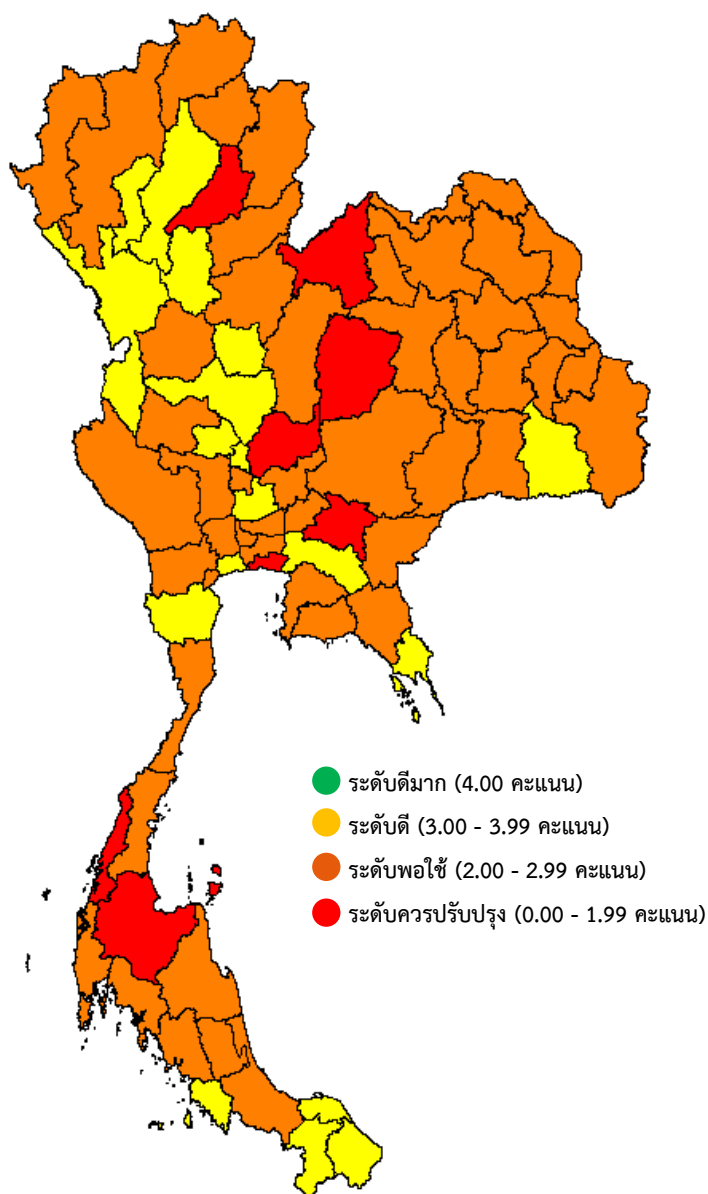 ระดับดีมาก (4.00 คะแนน)
ระดับดี (3.00 - 3.99 คะแนน)
ระดับพอใช้ (2.00 - 2.99 คะแนน)
ระดับควรปรับปรุง (0.00 - 1.99 คะแนน)